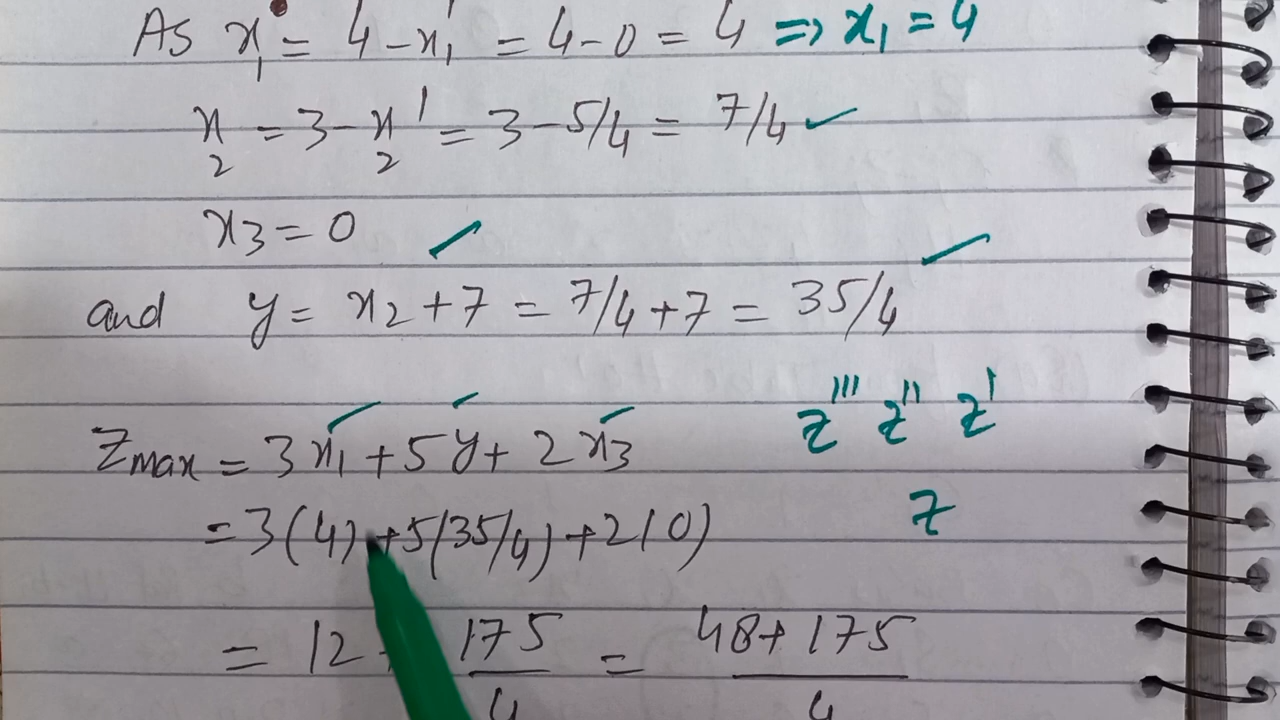 As x₁ = 4 - x₁' = 4 - 0 = 4 ⇒ x₁ = 4
x₂ = 3 - x₂' = 3 - 5/4 = 7/4 ✓
x₃ = 0
and y = x₂ + 7 = 7/4 + 7 = 35/4
z''' z'' z'
Zmax = 3x₁ + 5y + 2x₃
= 3(4) + 5(35/4) + 2(0)
z
= 12 + 175/4 = 48 + 175/4